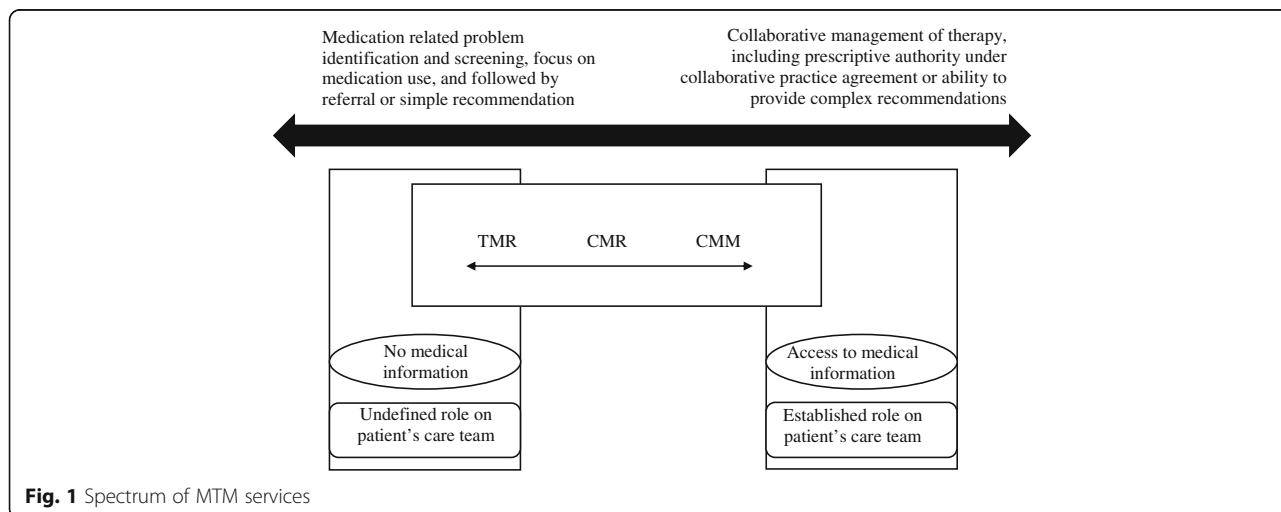 Medication related problem
identification and screening, focus on
medication use, and followed by
referral or simple recommendation
Collaborative management of therapy,
including prescriptive authority under
collaborative practice agreement or ability to
provide complex recommendations
TMR CMR CMM
No medical
information
Access to medical
information
Undefined role on
patient’s care team
Established role on
patient’s care team
Fig. 1 Spectrum of MTM services